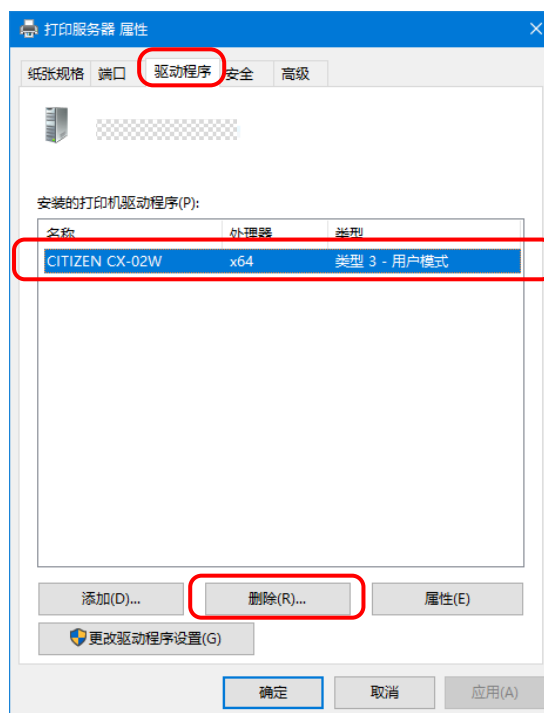 打印服务器 属性
纸张规格 端口 驱动程序 安全 高级
安装的打印机驱动程序(P):
名称 处理器 类型
CITIZEN CX-02W x64 类型 3 - 用户模式
添加(D)... 删除(R)... 属性(E)
更改驱动程序设置(G)
确定 取消 应用(A)